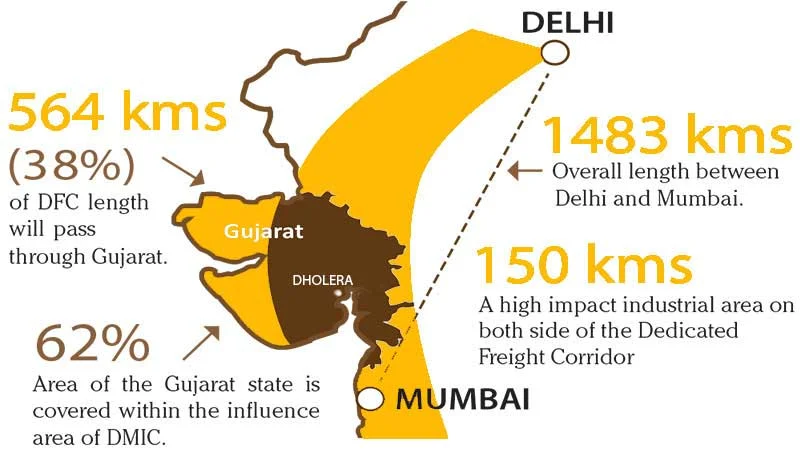 DELHI
564 kms
(38%)
of DFC length
will pass
through Gujarat.
1483 kms
Overall length between
Delhi and Mumbai.
Gujarat
DHOLERA
150 kms
A high impact industrial area on
both side of the Dedicated
Freight Corridor
62%
Area of the Gujarat state is
covered within the influence
area of DMIC.
MUMBAI